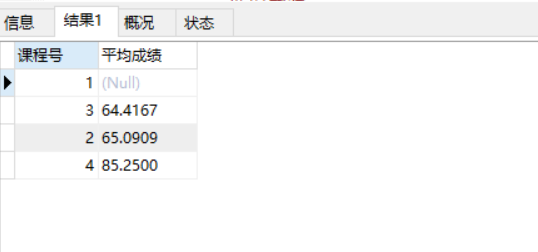 信息 结果1 概况 状态
课程号 平均成绩
1 (Null)
3 64.4167
2 65.0909
4 85.2500